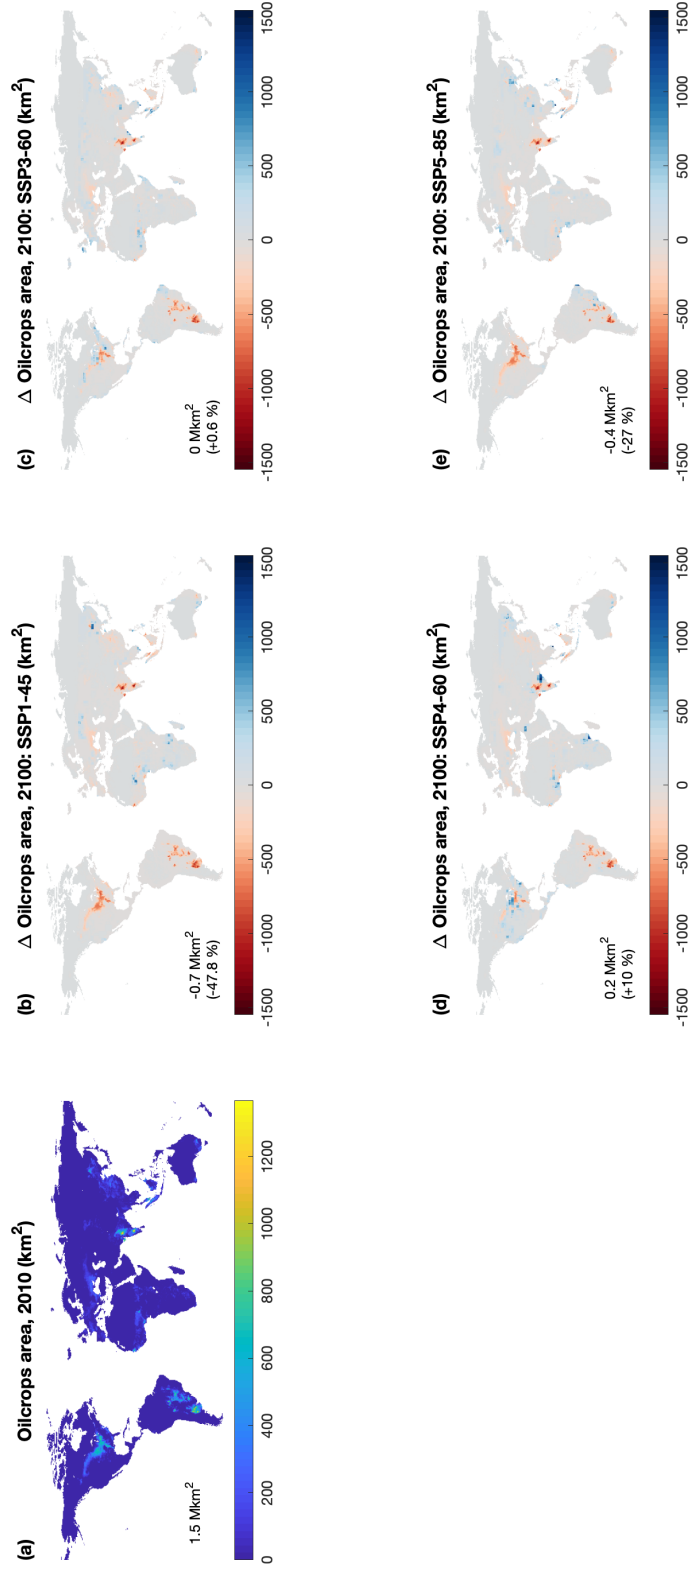 (a) Oilcrops area, 2010 (km²)
1.5 Mkm²
0 200 400 600 800 1000 1200
(b) Δ Oilcrops area, 2100: SSP1-45 (km²)
-0.7 Mkm²
(-47.8 %)
-1500 -1000 -500 0 500 1000 1500
(c) Δ Oilcrops area, 2100: SSP3-60 (km²)
0 Mkm²
(+0.6 %)
-1500 -1000 -500 0 500 1000 1500
(d) Δ Oilcrops area, 2100: SSP4-60 (km²)
0.2 Mkm²
(+10 %)
-1500 -1000 -500 0 500 1000 1500
(e) Δ Oilcrops area, 2100: SSP5-85 (km²)
-0.4 Mkm²
(-27 %)
-1500 -1000 -500 0 500 1000 1500